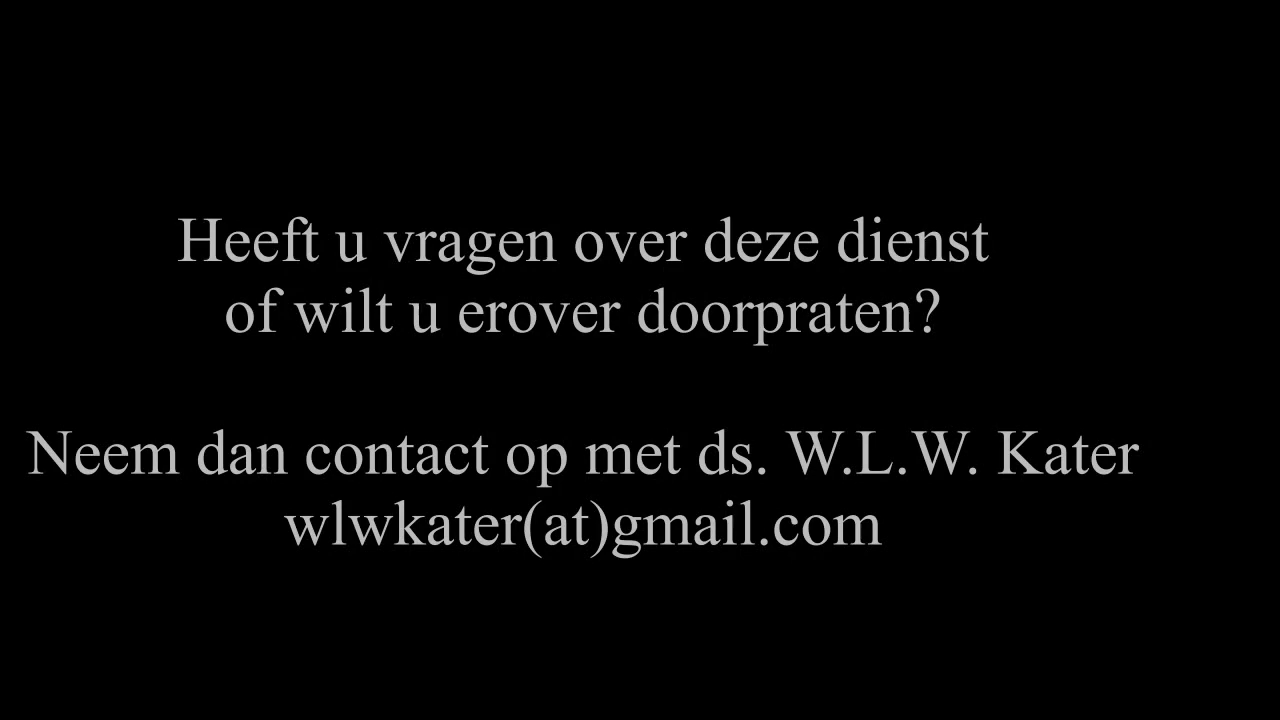 Heeft u vragen over deze dienst
of wilt u erover doorpraten?
Neem dan contact op met ds. W.L.W. Kater
wlwkater(at)gmail.com